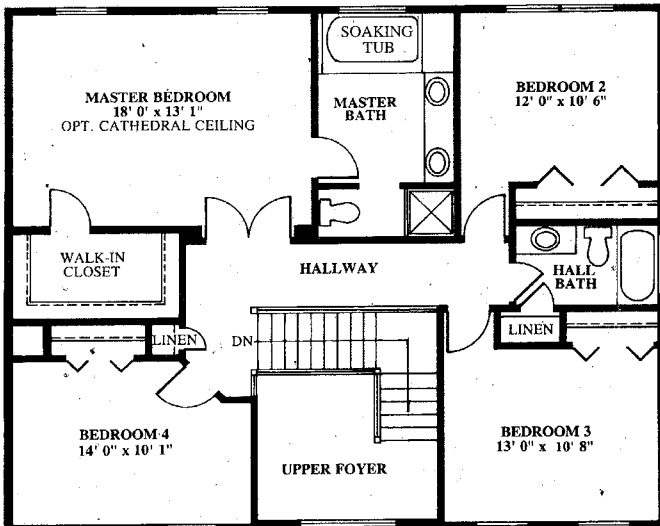 SOAKING
TUB
MASTER BEDROOM
18' 0' x 13' 1"
OPT. CATHEDRAL CEILING
MASTER
BATH
BEDROOM 2
12' 0" x 10' 6"
WALK-IN
CLOSET
HALLWAY
HALL
BATH
LINEN
LINEN
DN
BEDROOM 4
14' 0" x 10' 1"
UPPER FOYER
BEDROOM 3
13' 0" x 10' 8"